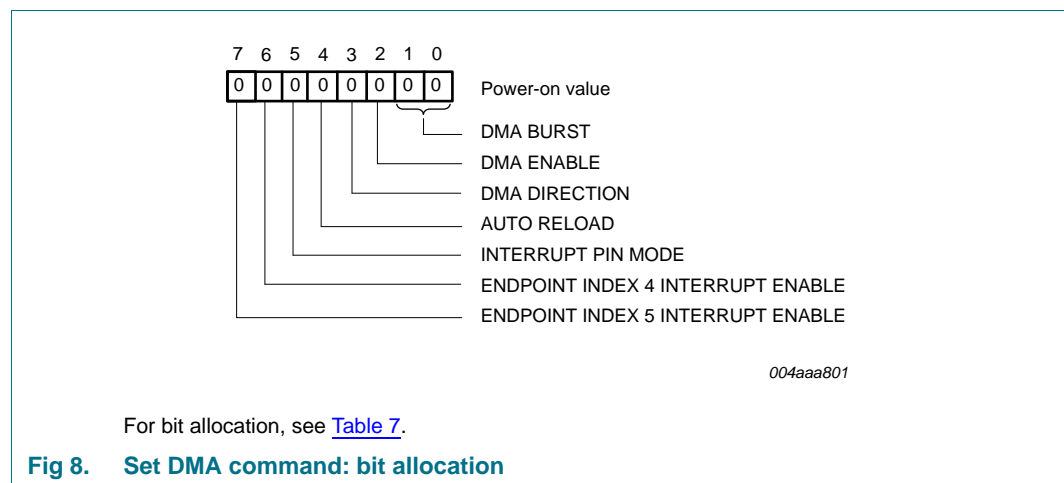 7 6 5 4 3 2 1 0
0 0 0 0 0 0 0 0 Power-on value
DMA BURST
DMA ENABLE
DMA DIRECTION
AUTO RELOAD
INTERRUPT PIN MODE
ENDPOINT INDEX 4 INTERRUPT ENABLE
ENDPOINT INDEX 5 INTERRUPT ENABLE
004aaa801
For bit allocation, see Table 7.
Fig 8. Set DMA command: bit allocation